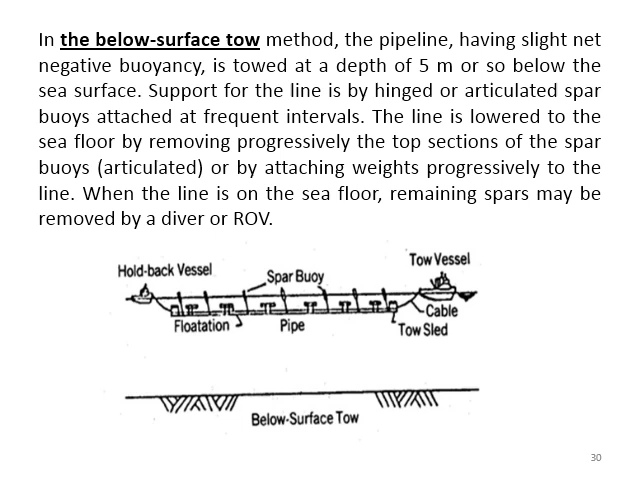 In the below-surface tow method, the pipeline, having slight net
negative buoyancy, is towed at a depth of 5 m or so below the
sea surface. Support for the line is by hinged or articulated spar
buoys attached at frequent intervals. The line is lowered to the
sea floor by removing progressively the top sections of the spar
buoys (articulated) or by attaching weights progressively to the
line. When the line is on the sea floor, remaining spars may be
removed by a diver or ROV.
Tow Vessel
Hold-back Vessel
Spar Buoy
Cable
Floatation
Pipe
Tow Sled
Below-Surface Tow
30